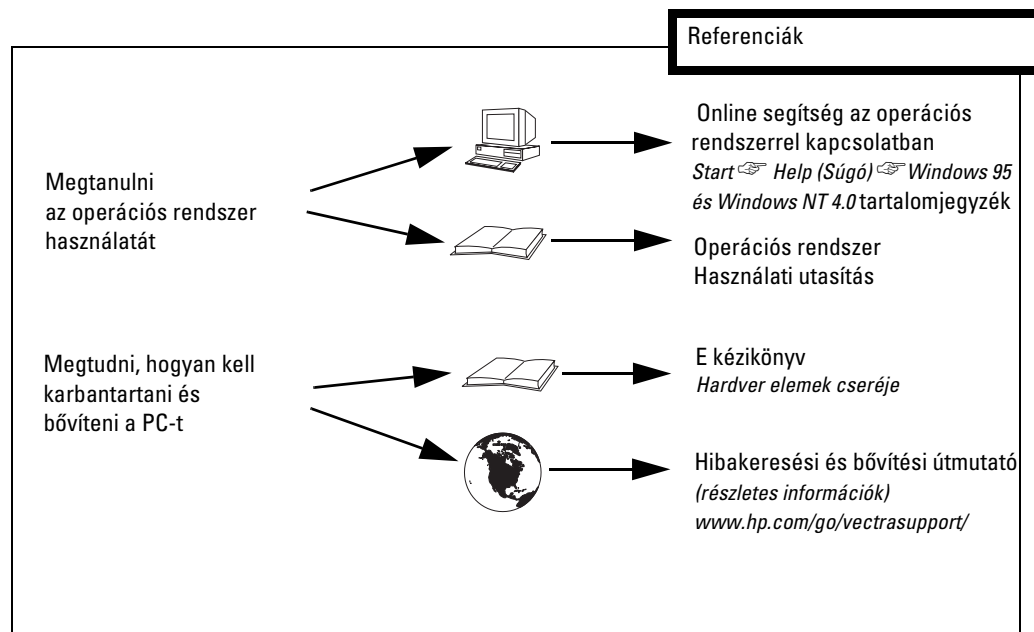 Referenciák
Megtanulni
az operációs rendszer
használatát
Online segítség az operációs
rendszerrel kapcsolatban
Start ☞ Help (Súgó) ☞ Windows 95
és Windows NT 4.0 tartalomjegyzék
Operációs rendszer
Használati utasítás
Megtudni, hogyan kell
karbantartani és
bővíteni a PC-t
E kézikönyv
Hardver elemek cseréje
Hibakeresési és bővítési útmutató
(részletes információk)
www.hp.com/go/vectrasupport/